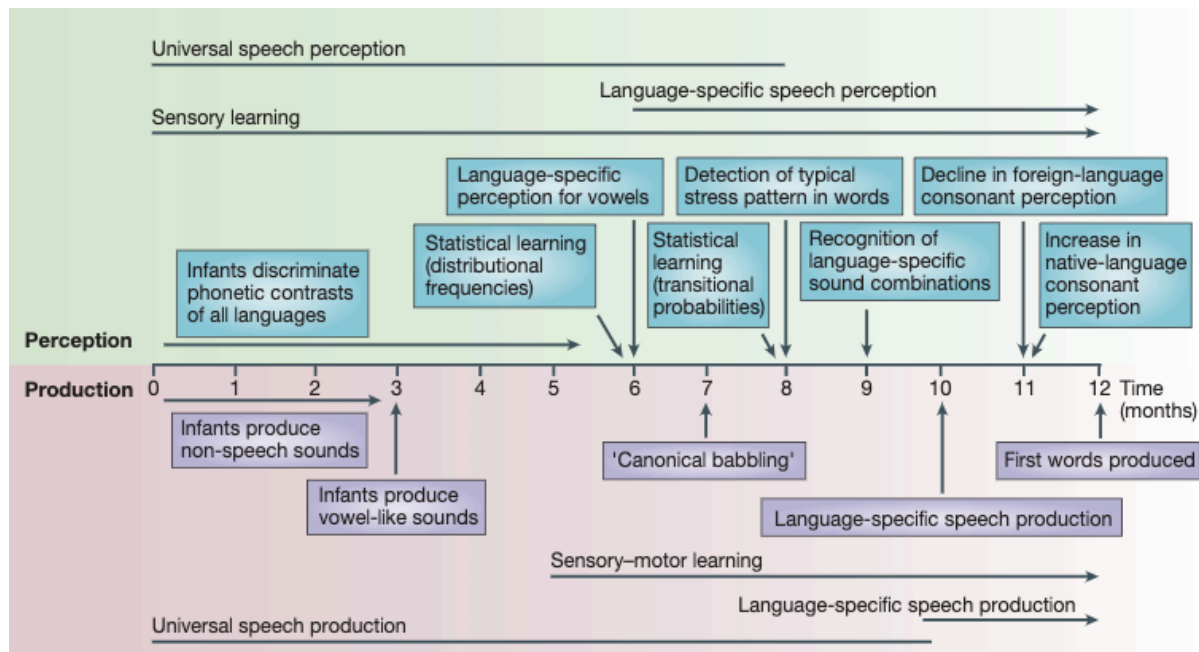 Universal speech perception
Language-specific speech perception
Sensory learning
Language-specific
perception for vowels
Detection of typical
stress pattern in words
Decline in foreign-language
consonant perception
Infants discriminate
phonetic contrasts
of all languages
Statistical learning
(distributional
frequencies)
Statistical
learning
(transitional
probabilities)
Recognition of
language-specific
sound combinations
Increase in
native-language
consonant
perception
Perception
Production
0 1 2 3 4 5 6 7 8 9 10 11 12 Time
(months)
Infants produce
non-speech sounds
Infants produce
vowel-like sounds
'Canonical babbling'
Language-specific speech production
First words produced
Sensory–motor learning
Language-specific speech production
Universal speech production